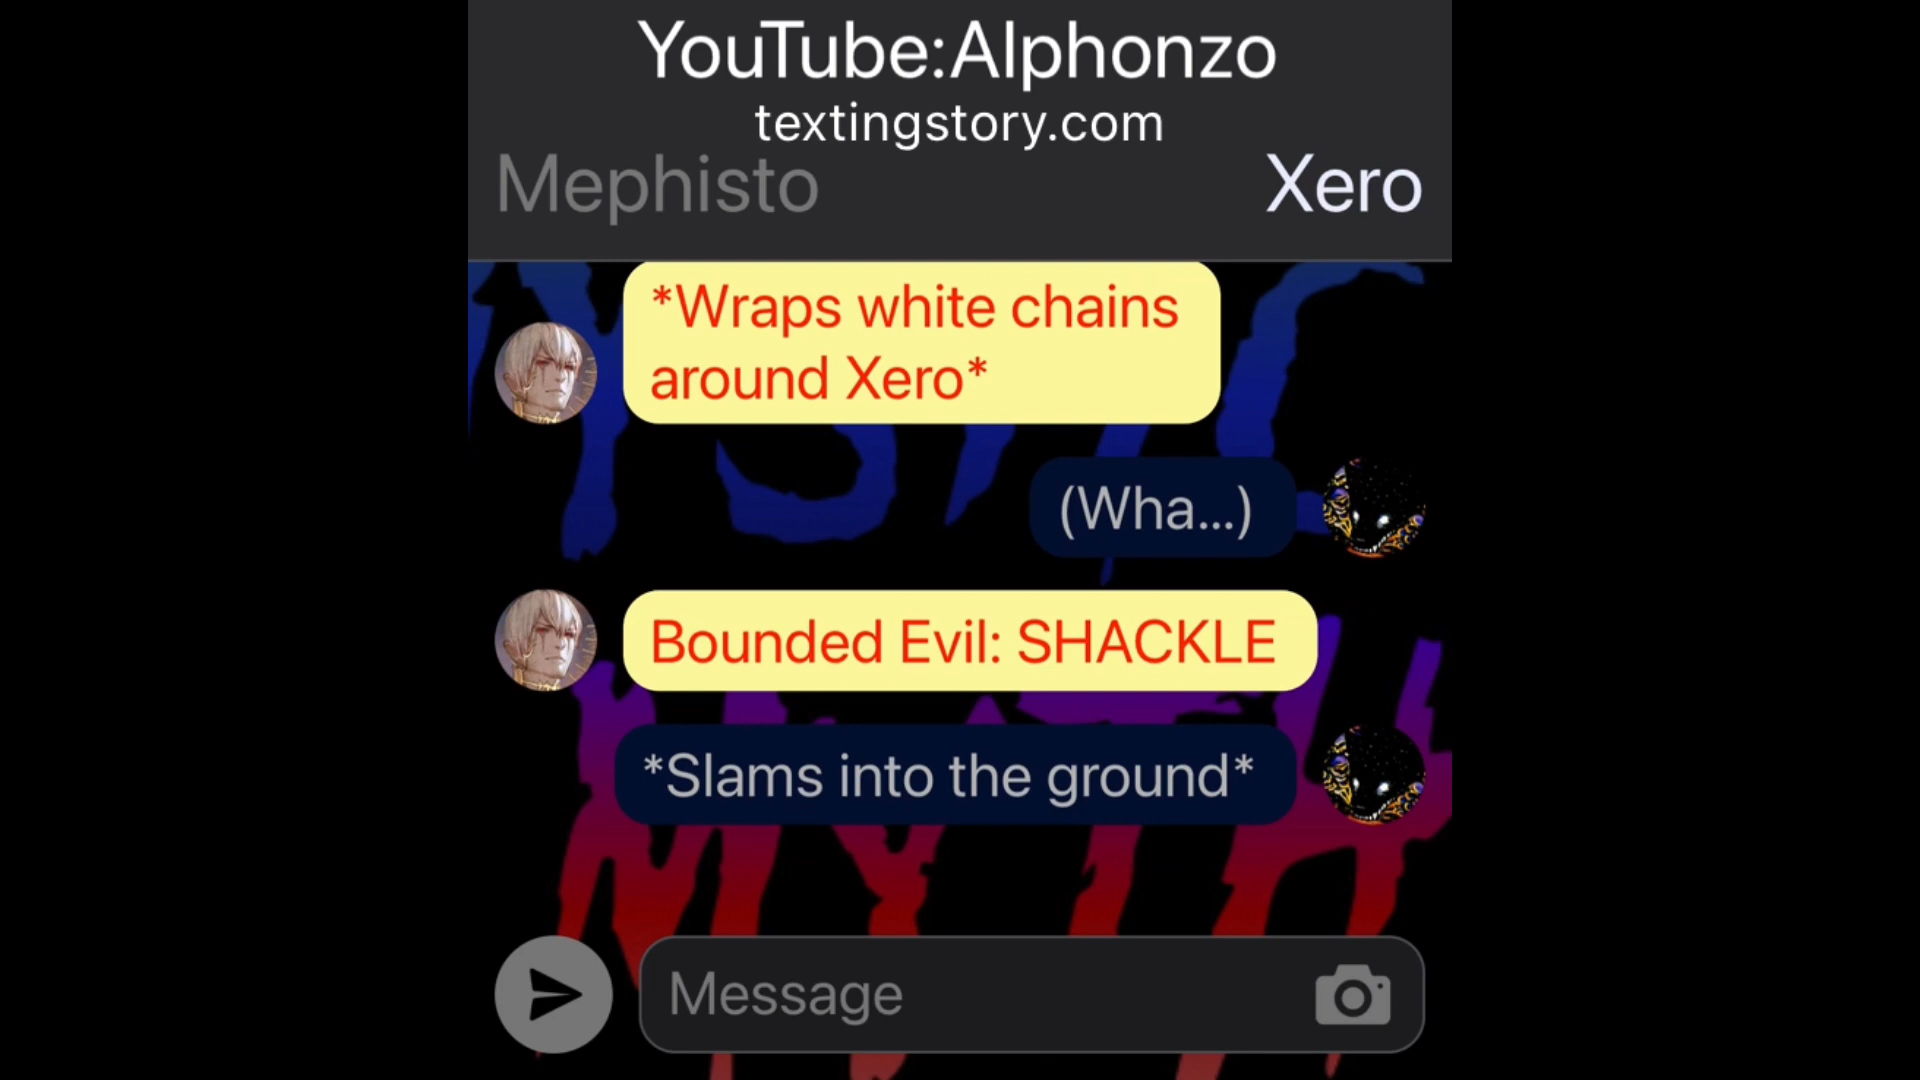 YouTube:Alphonzo
textingstory.com
Mephisto
Xero
*Wraps white chains
around Xero*
(Wha...)
Bounded Evil: SHACKLE
*Slams into the ground*
Message